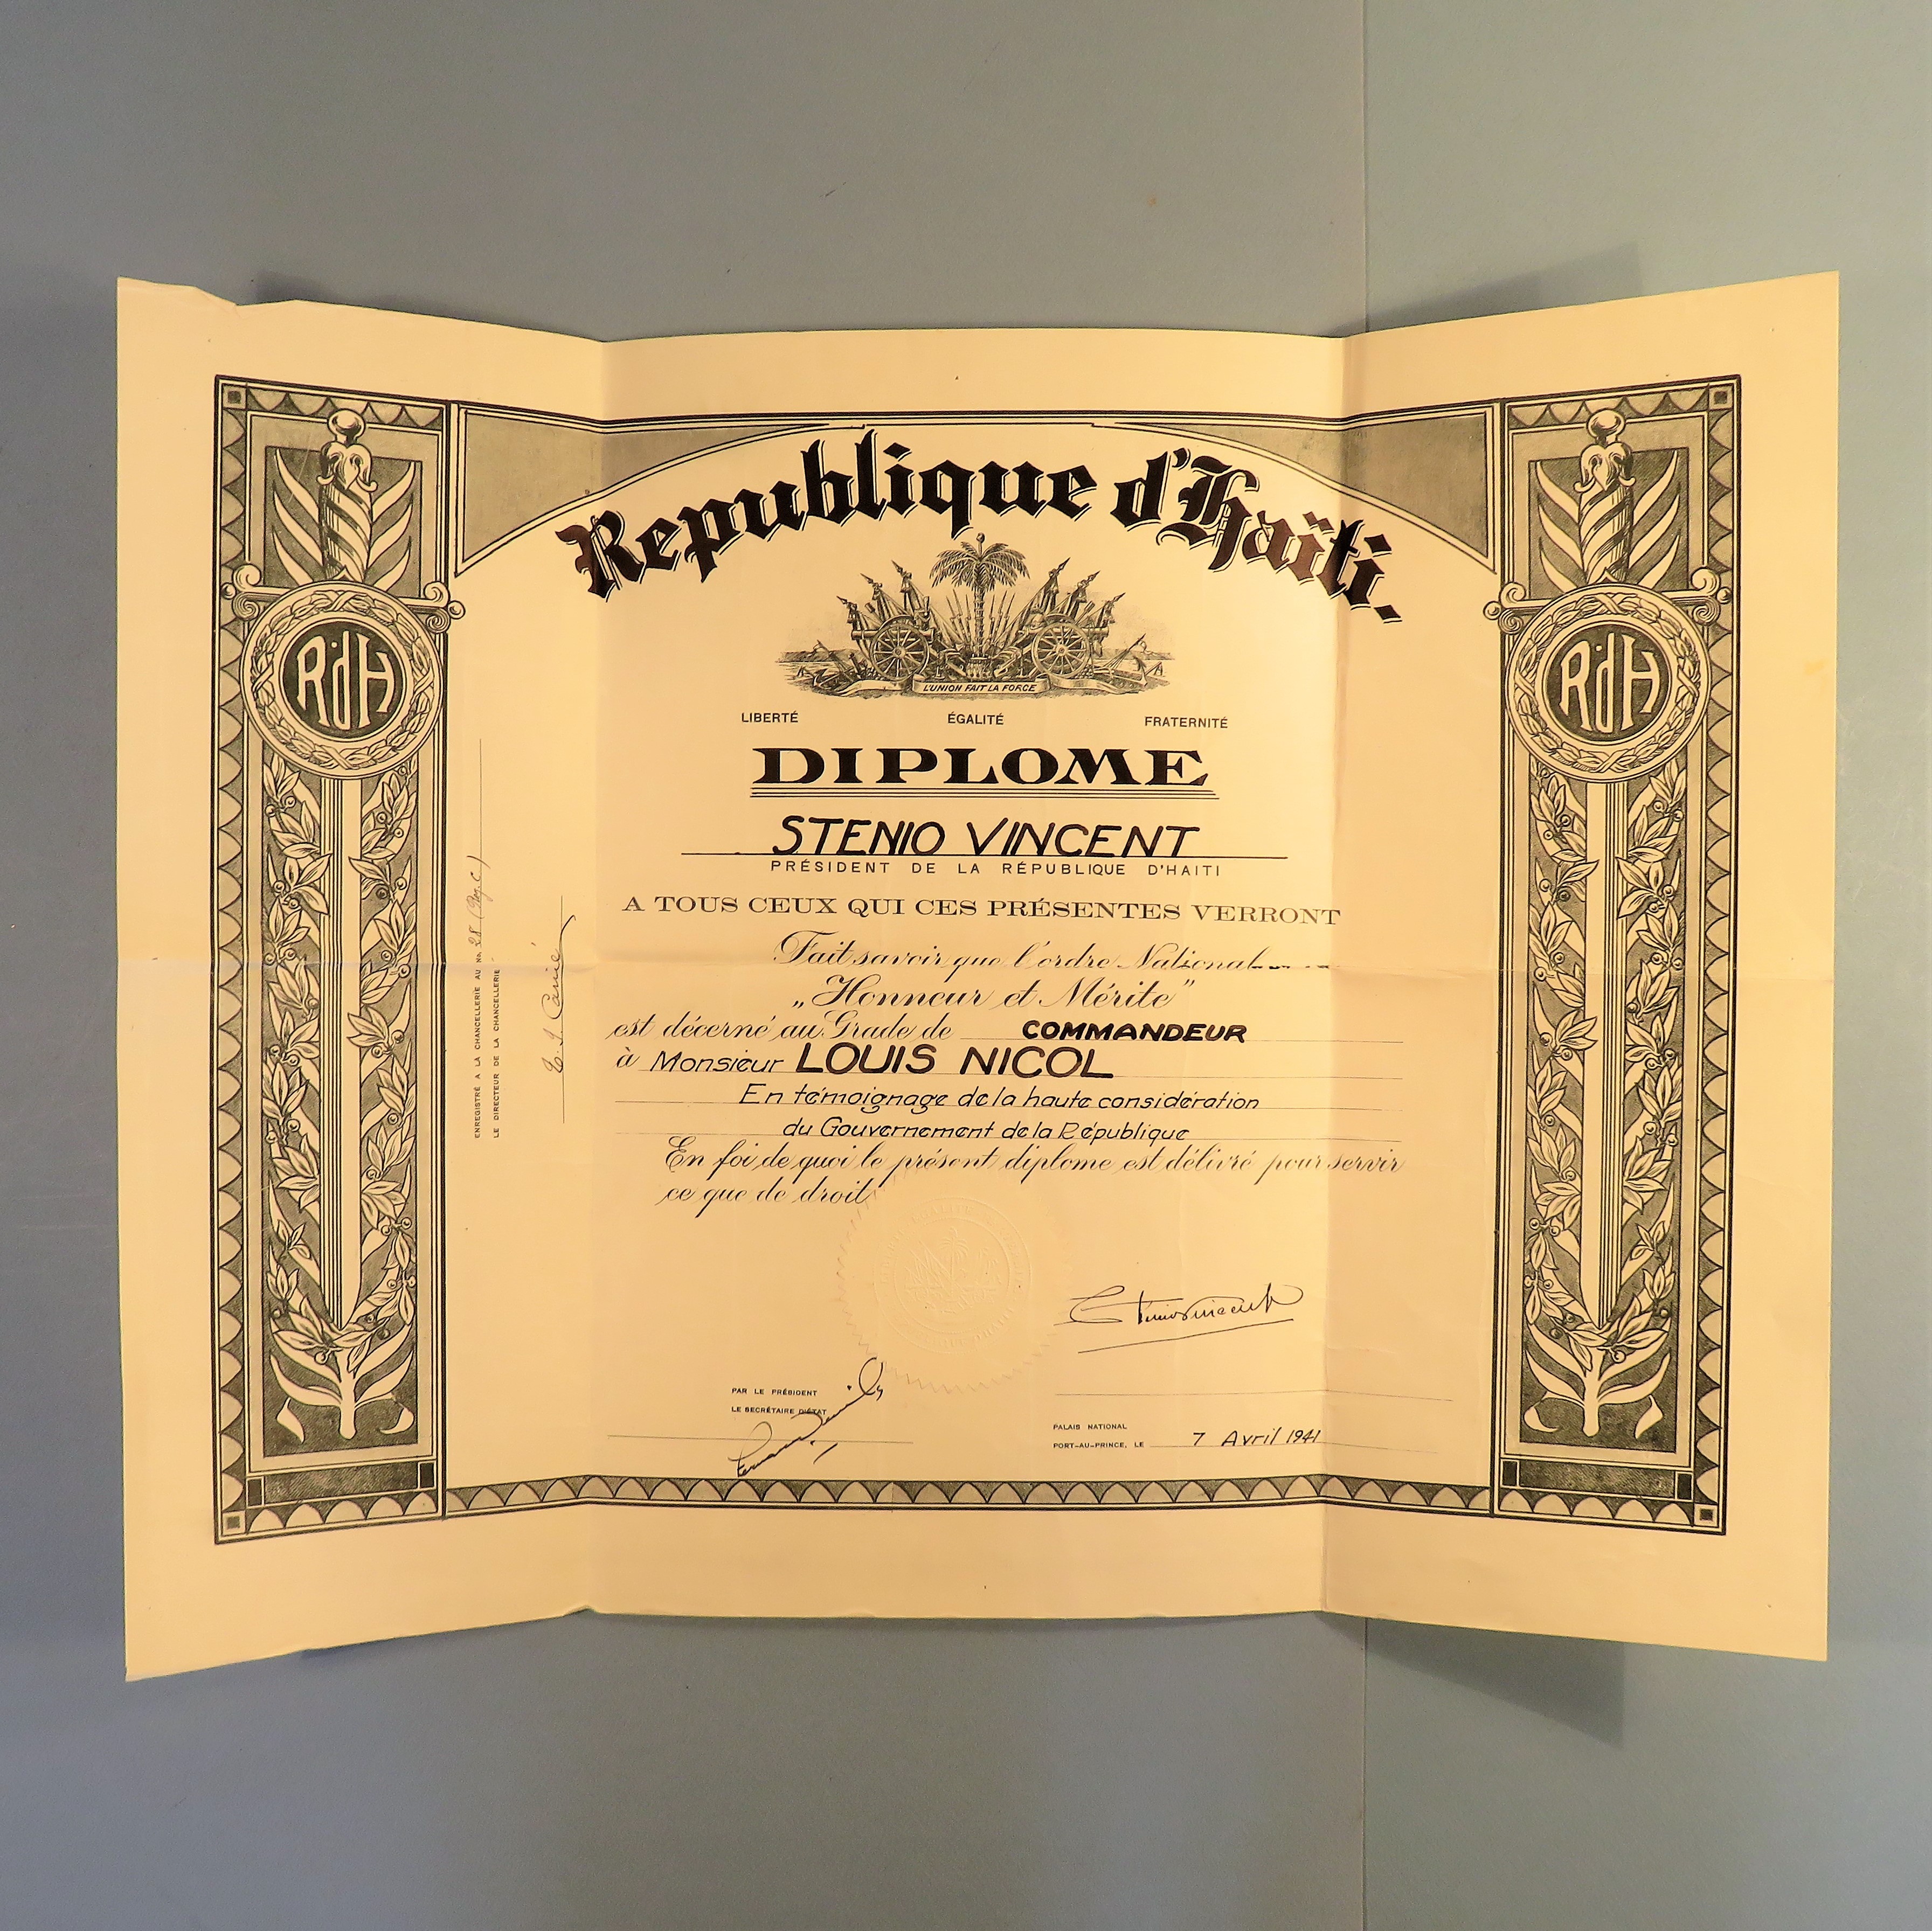 Republique d'Haïti.
L'UNION FAIT LA FORCE
LIBERTÉ ÉGALITÉ FRATERNITÉ
DIPLOME
STENIO VINCENT
PRÉSIDENT DE LA RÉPUBLIQUE D'HAITI
A TOUS CEUX QUI CES PRÉSENTES VERRONT
Fait savoir que l'ordre National
„Honneur et Mérite"
est décerné au Grade de COMMANDEUR
à Monsieur LOUIS NICOL
En témoignage de la haute considération
du Gouvernement de la République
En foi de quoi le présent diplome est délivré pour servir
ce que de droit
PAR LE PRÉSIDENT
LE SECRÉTAIRE D'ÉTAT
PALAIS NATIONAL
PORT-AU-PRINCE, LE 7 Avril 1941
ENREGISTRÉ A LA CHANCELLERIE AU No. 28
LE DIRECTEUR DE LA CHANCELLERIE
RdH
RdH